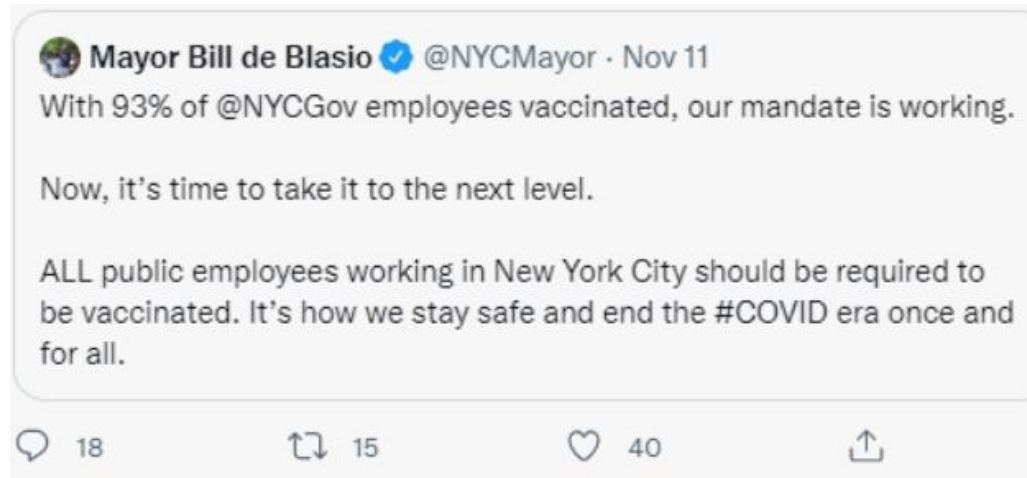 Mayor Bill de Blasio @NYCMayor · Nov 11
With 93% of @NYCGov employees vaccinated, our mandate is working.
Now, it's time to take it to the next level.
ALL public employees working in New York City should be required to
be vaccinated. It's how we stay safe and end the #COVID era once and
for all.
18 15 40